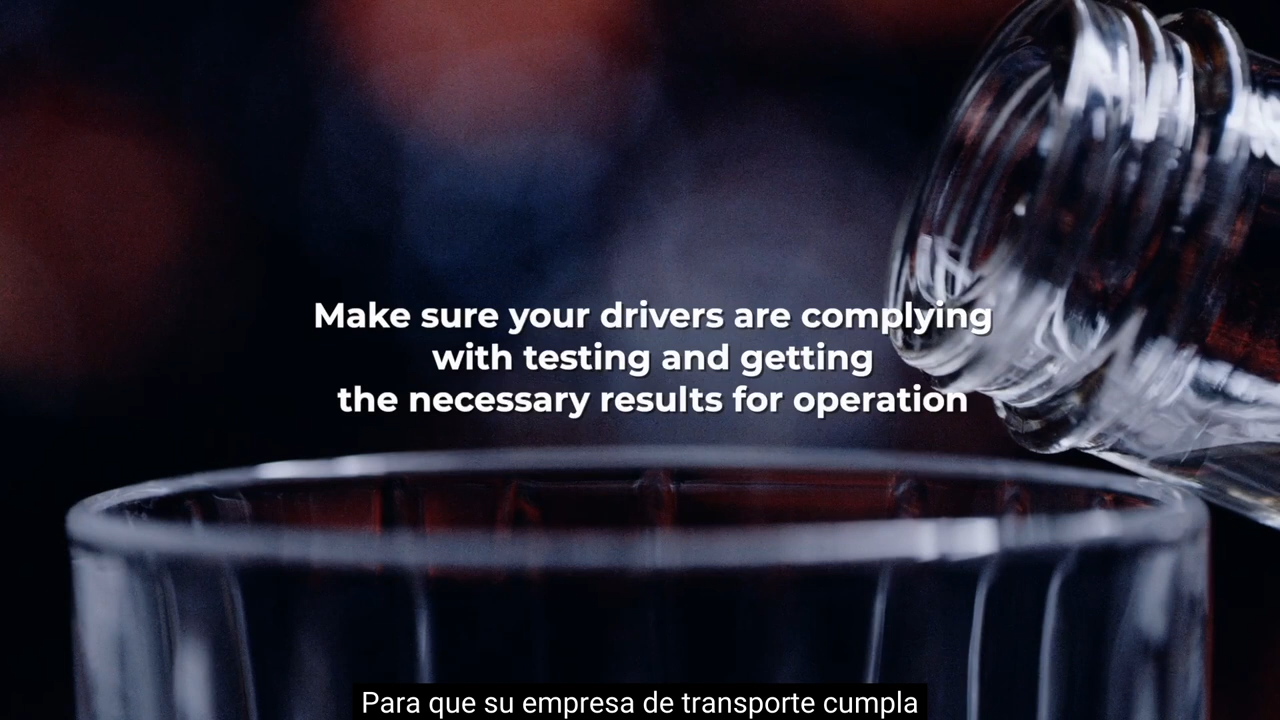 Make sure your drivers are complying
with testing and getting
the necessary results for operation
Para que su empresa de transporte cumpla